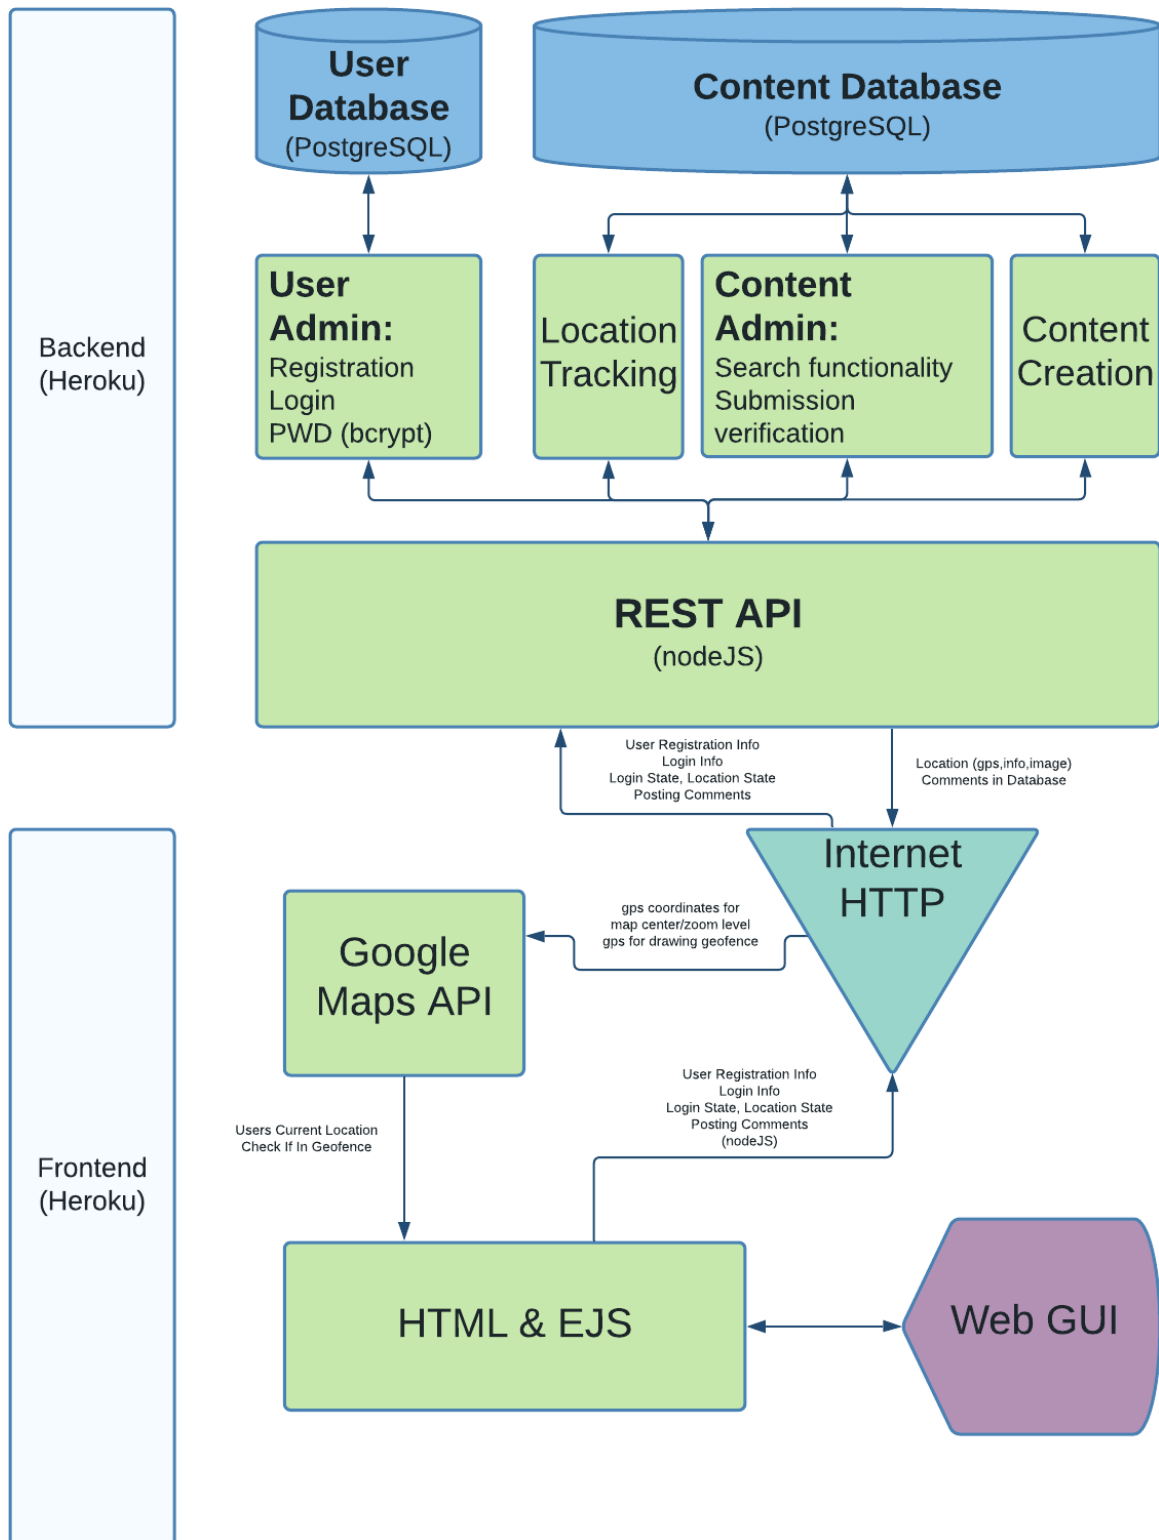 User
Database
(PostgreSQL)
Content Database
(PostgreSQL)
Backend
(Heroku)
User
Admin:
Registration
Login
PWD (bcrypt)
Location
Tracking
Content
Admin:
Search functionality
Submission
verification
Content
Creation
REST API
(nodeJS)
User Registration Info
Login Info
Login State, Location State
Posting Comments
Location (gps,info,image)
Comments in Database
Internet
HTTP
gps coordinates for
map center/zoom level
gps for drawing geofence
Google
Maps API
User Registration Info
Login Info
Login State, Location State
Posting Comments
(nodeJS)
Users Current Location
Check If In Geofence
Frontend
(Heroku)
HTML & EJS
Web GUI